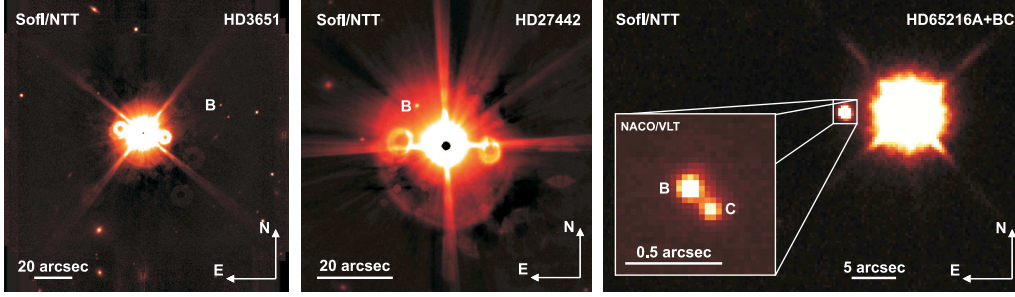 SofI/NTT HD3651
B
N
E
20 arcsec
SofI/NTT HD27442
B
N
E
20 arcsec
SofI/NTT HD65216A+BC
NACO/VLT
B
C
0.5 arcsec
N
E
5 arcsec